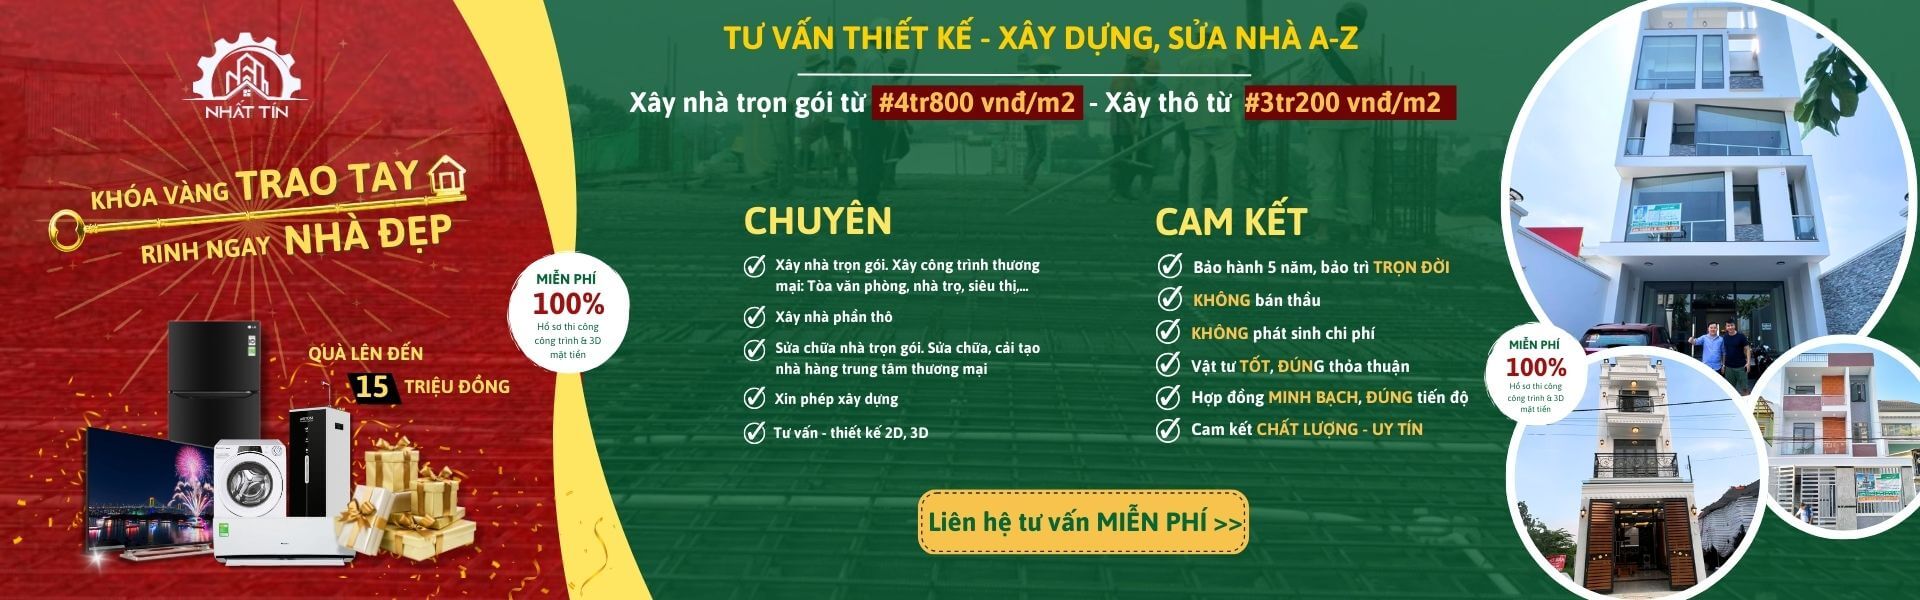 NHẤT TÍN
KHÓA VÀNG TRAO TAY
RINH NGAY NHÀ ĐẸP
QUÀ LÊN ĐẾN
15 TRIỆU ĐỒNG
MIỄN PHÍ
100%
Hồ sơ thi công
công trình & 3D
mặt tiền
TƯ VẤN THIẾT KẾ - XÂY DỰNG, SỬA NHÀ A-Z
Xây nhà trọn gói từ #4tr800 vnđ/m2 - Xây thô từ #3tr200 vnđ/m2
CHUYÊN
Xây nhà trọn gói. Xây công trình thương
mại: Tòa văn phòng, nhà trọ, siêu thị,...
Xây nhà phần thô
Sửa chữa nhà trọn gói. Sửa chữa, cải tạo
nhà hàng trung tâm thương mại
Xin phép xây dựng
Tư vấn - thiết kế 2D, 3D
CAM KẾT
Bảo hành 5 năm, bảo trì TRỌN ĐỜI
KHÔNG bán thầu
KHÔNG phát sinh chi phí
Vật tư TỐT, ĐÚNG thỏa thuận
Hợp đồng MINH BẠCH, ĐÚNG tiến độ
Cam kết CHẤT LƯỢNG - UY TÍN
Liên hệ tư vấn MIỄN PHÍ >>
MIỄN PHÍ
100%
Hồ sơ thi công
công trình & 3D
mặt tiền